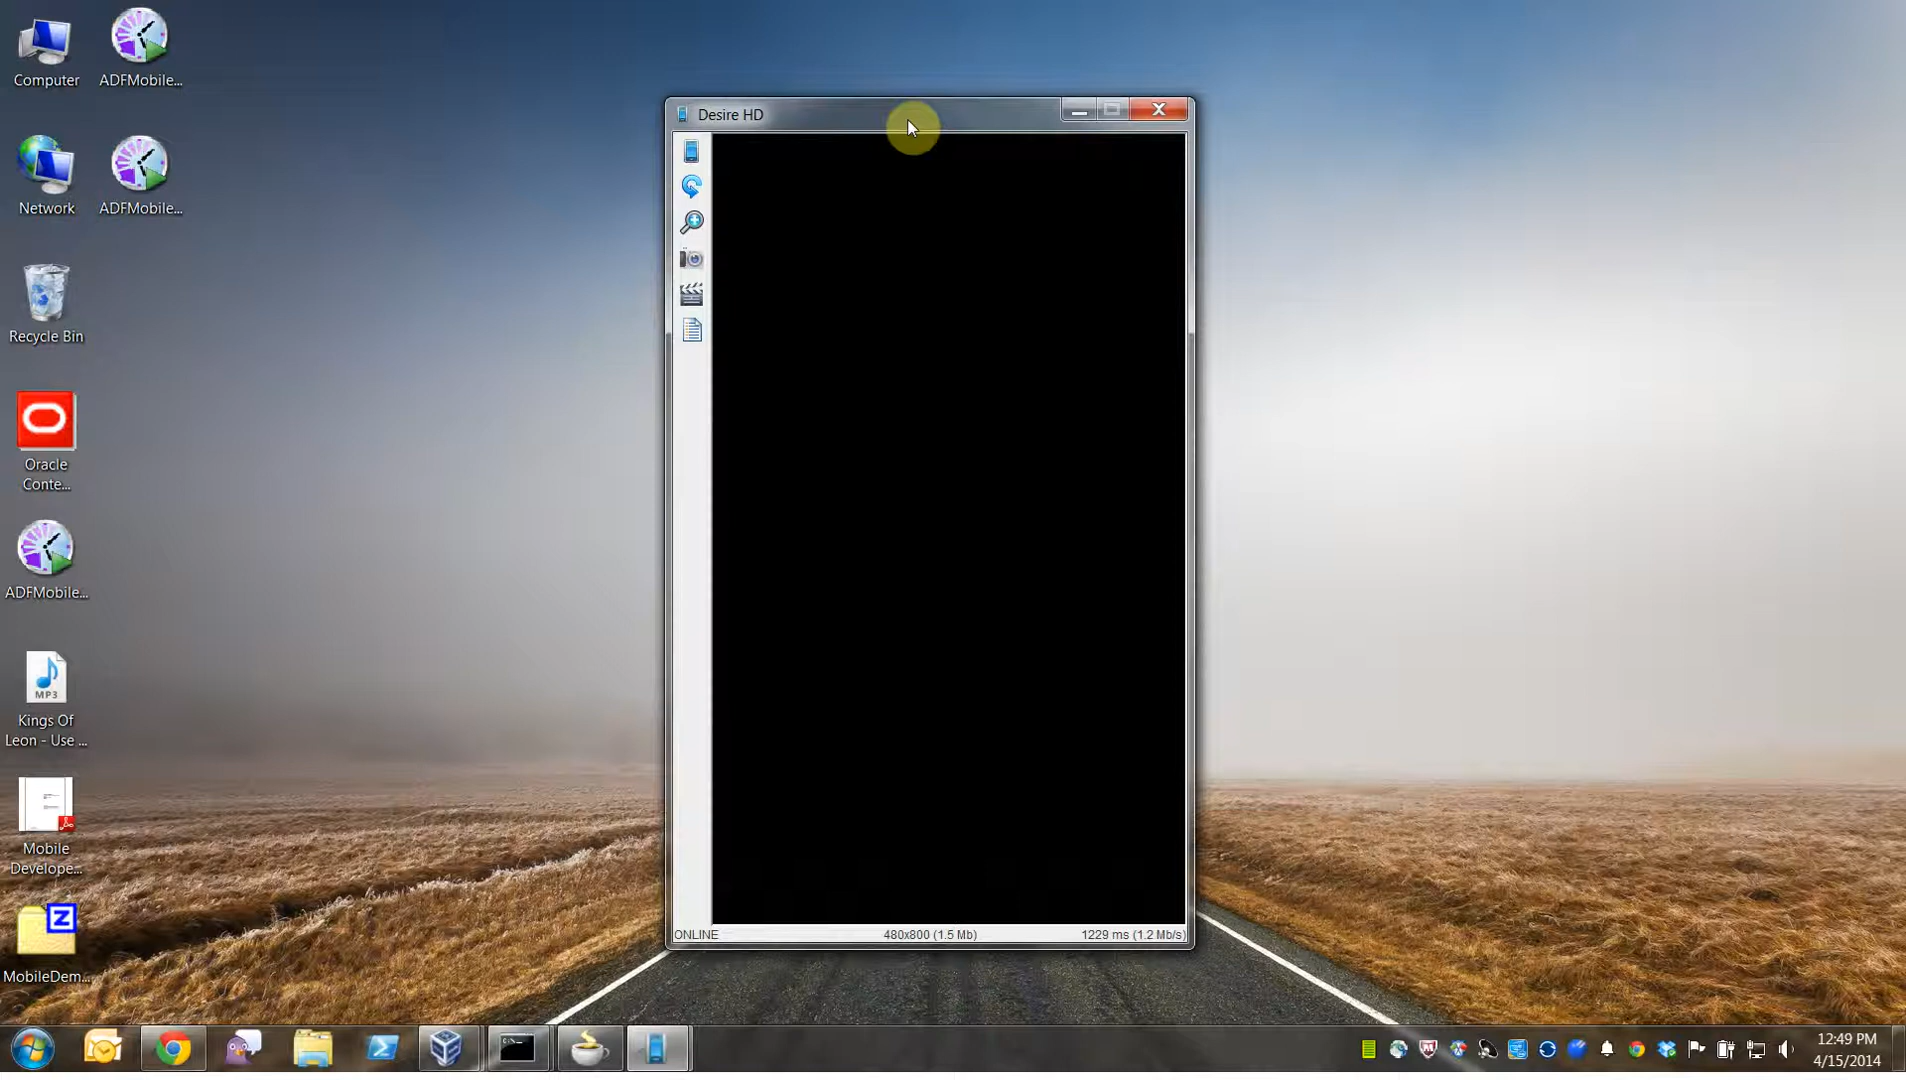 Computer
ADFMobile...
Network
ADFMobile...
Recycle Bin
Oracle
Conte...
ADFMobile...
MP3
Kings Of
Leon - Use ...
Mobile
Develope...
Z
MobileDem...
Desire HD
ONLINE
480x800 (1.5 Mb)
1229 ms (1.2 Mb/s)
C:\-
12:49 PM
4/15/2014